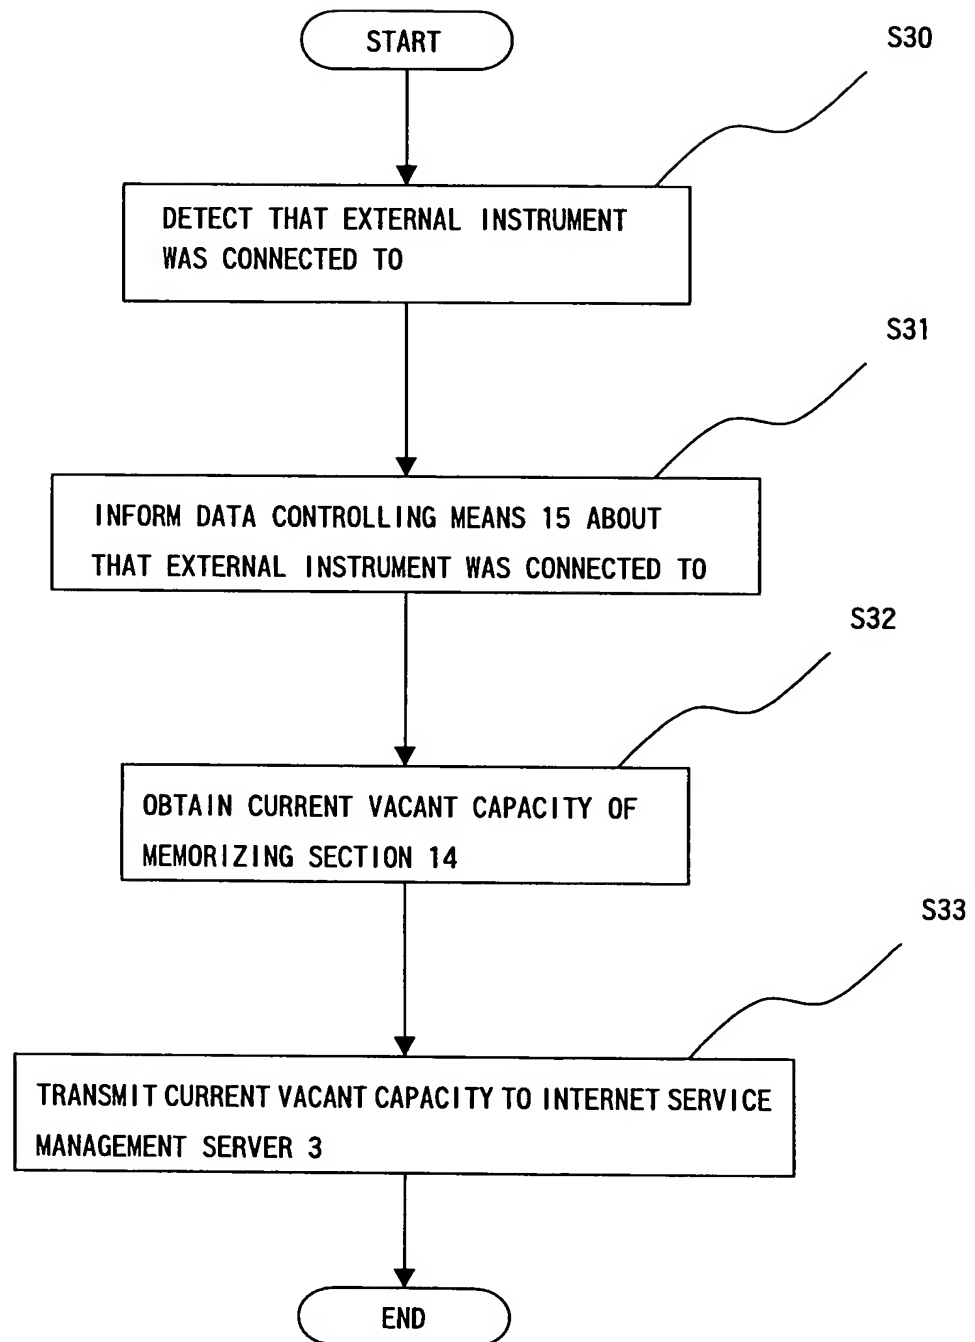 START
S30
DETECT THAT EXTERNAL INSTRUMENT
WAS CONNECTED TO
S31
INFORM DATA CONTROLLING MEANS 15 ABOUT
THAT EXTERNAL INSTRUMENT WAS CONNECTED TO
S32
OBTAIN CURRENT VACANT CAPACITY OF
MEMORIZING SECTION 14
S33
TRANSMIT CURRENT VACANT CAPACITY TO INTERNET SERVICE
MANAGEMENT SERVER 3
END